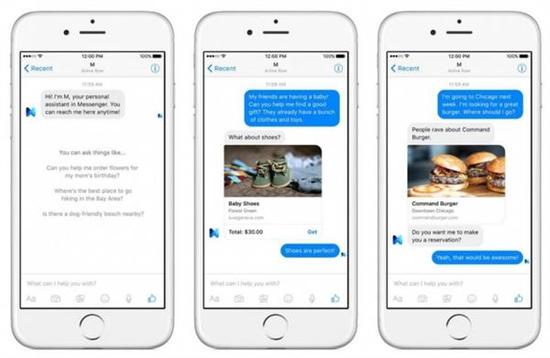 12:00 PM
100%
Recent
M
Active Now
11:59 AM
Hi! I'm M, your personal
assistant in Messenger. You
can reach me here anytime!
You can ask things like...
Can you help me order flowers for
my mom's birthday?
Where's the best place to go
hiking in the Bay Area?
Is there a dog-friendly beach nearby?
What can I help you with?
Aa
12:00 PM
100%
Recent
M
Active Now
11:59 AM
My friends are having a baby!
Can you help me find a good
gift? They already have a bunch
of clothes and toys.
What about shoes?
Baby Shoes
Forest Green
Total: $30.00
Get
Shoes are perfect!
What can I help you with?
Aa
12:00 PM
100%
Recent
M
Active Now
11:59 AM
I'm going to Chicago
next week. I'm looking for a great
burger. Where should I go?
People rave about Command
Burger.
Command Burger
Downtown Chicago
commandburger.com
Do you want me to make
you a reservation?
Yeah, that would be awesome!
What can I help you with?
Aa